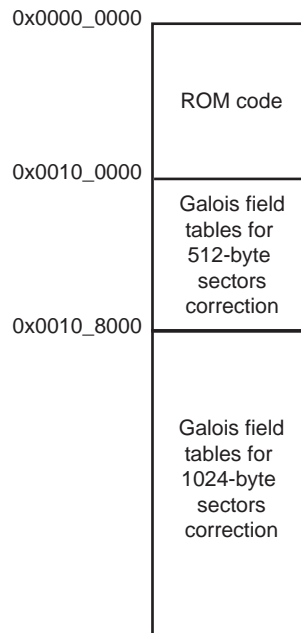 0x0000_0000
ROM code
0x0010_0000
Galois field
tables for
512-byte
sectors
correction
0x0010_8000
Galois field
tables for
1024-byte
sectors
correction